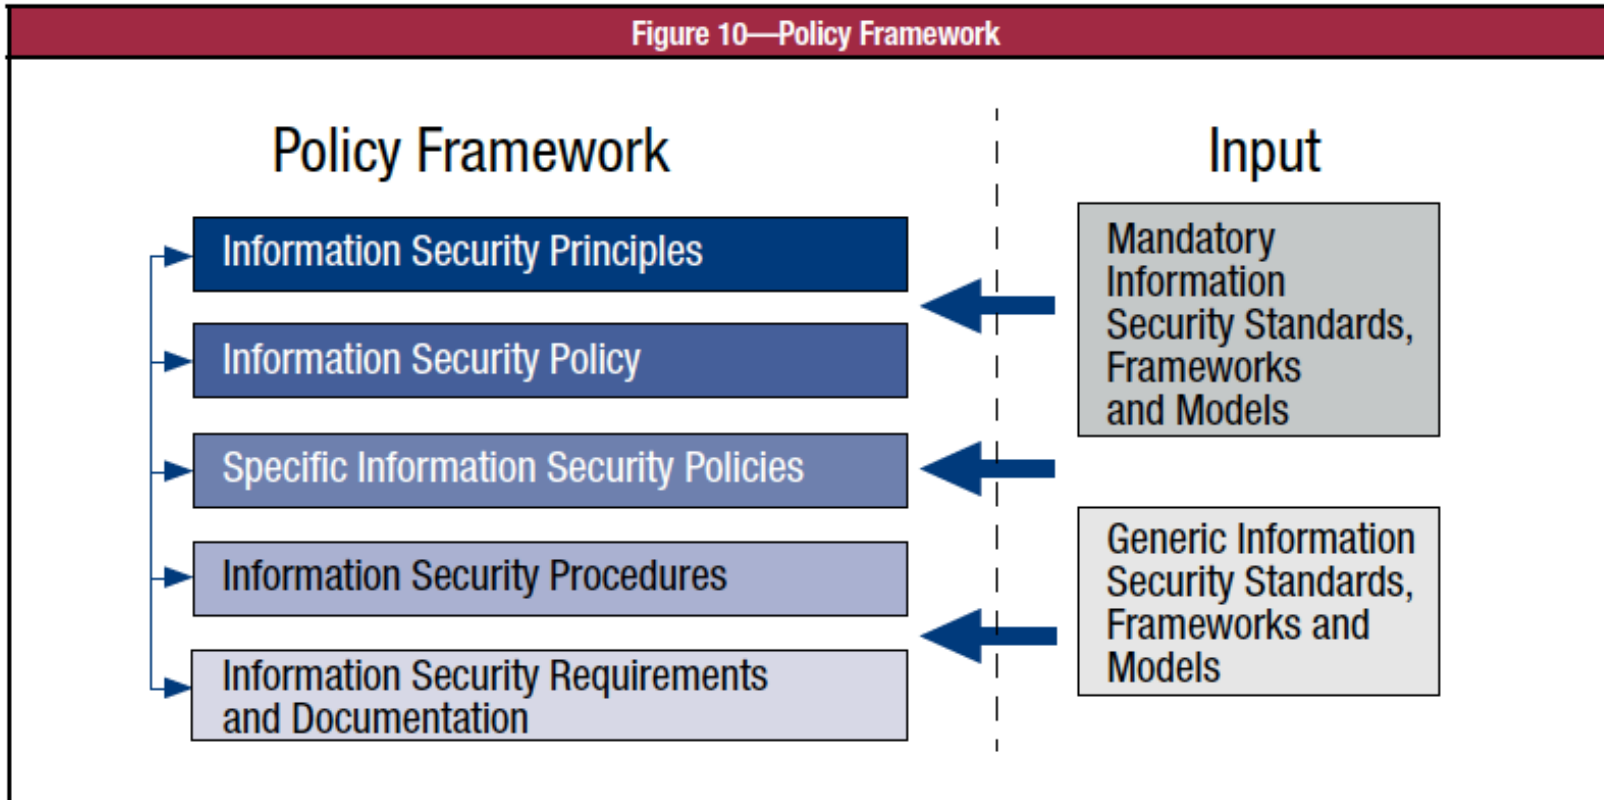 Figure 10—Policy Framework
Policy Framework
Information Security Principles
Information Security Policy
Specific Information Security Policies
Information Security Procedures
Information Security Requirements
and Documentation
Input
Mandatory
Information
Security Standards,
Frameworks
and Models
Generic Information
Security Standards,
Frameworks and
Models